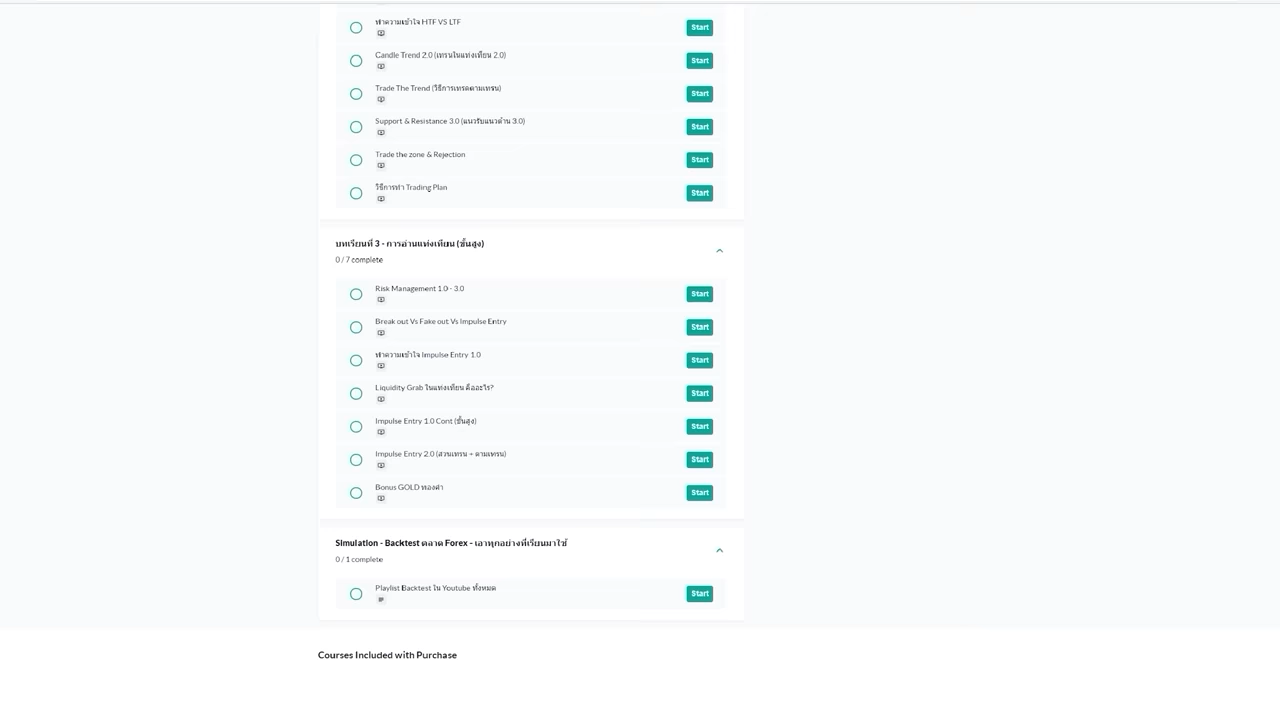 ทำความเข้าใจ HTF VS LTF
Start
Candle Trend 2.0 (เทรนในแท่งเทียน 2.0)
Start
Trade The Trend (วิธีการเทรดตามเทรน)
Start
Support & Resistance 3.0 (แนวรับแนวต้าน 3.0)
Start
Trade the zone & Rejection
Start
วิธีการทำ Trading Plan
Start
บทเรียนที่ 3 - การอ่านแท่งเทียน (ขั้นสูง)
0 / 7 complete
Risk Management 1.0 - 3.0
Start
Break out Vs Fake out Vs Impulse Entry
Start
ทำความเข้าใจ Impulse Entry 1.0
Start
Liquidity Grab ในแท่งเทียน คืออะไร?
Start
Impulse Entry 1.0 Cont (ขั้นสูง)
Start
Impulse Entry 2.0 (สวนเทรน + ตามเทรน)
Start
Bonus GOLD ทองคำ
Start
Simulation - Backtest ตลาด Forex - เอาทุกอย่างที่เรียนมาใช้
0 / 1 complete
Playlist Backtest ใน Youtube ทั้งหมด
Start
Courses Included with Purchase